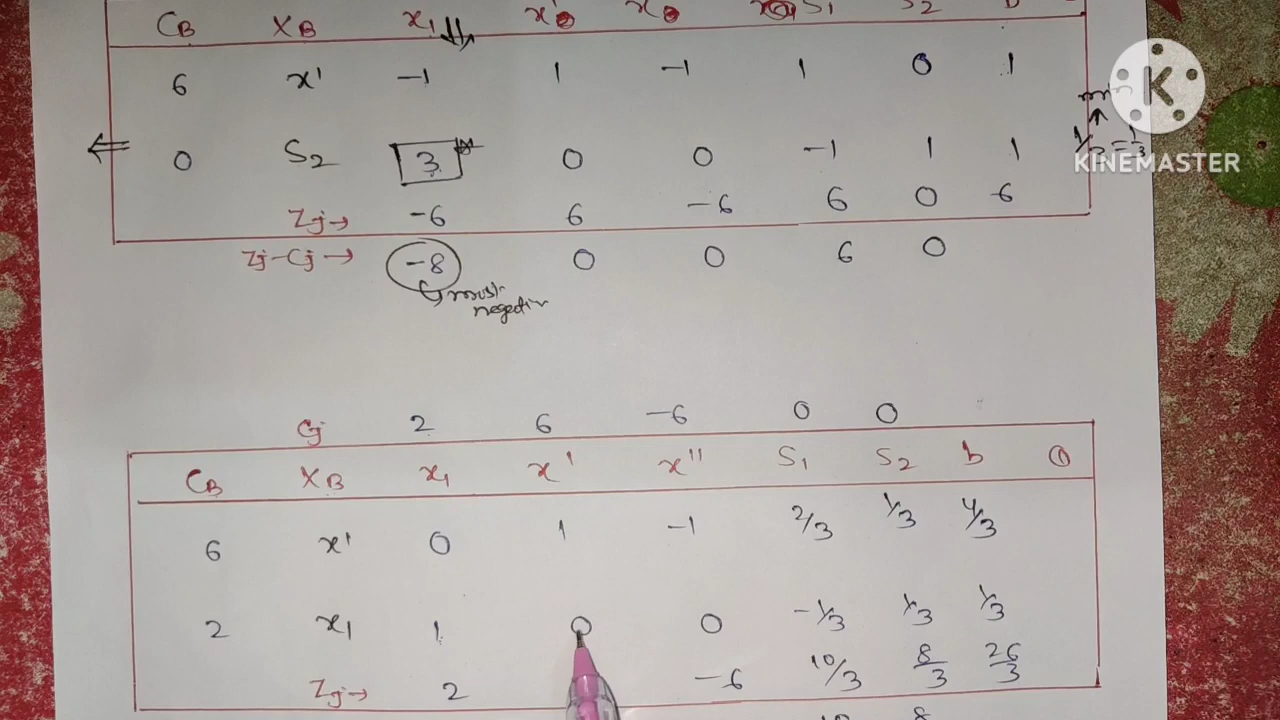 CB XB x1 x' S1 S2
6 x' -1 1 -1 1 0 1
0 S2 3 0 0 -1 1 1
Zj→ -6 6 -6 6 0 6
Zj-Cj→ -8 0 0 6 0
most negative
KINEMASTER
Cj 2 6 -6 0 0
CB XB x1 x' x'' S1 S2 b θ
6 x' 0 1 -1 2/3 1/3 4/3
2 x1 1 0 0 -1/3 1/3 1/3
Zj→ 2 -6 10/3 8/3 26/3